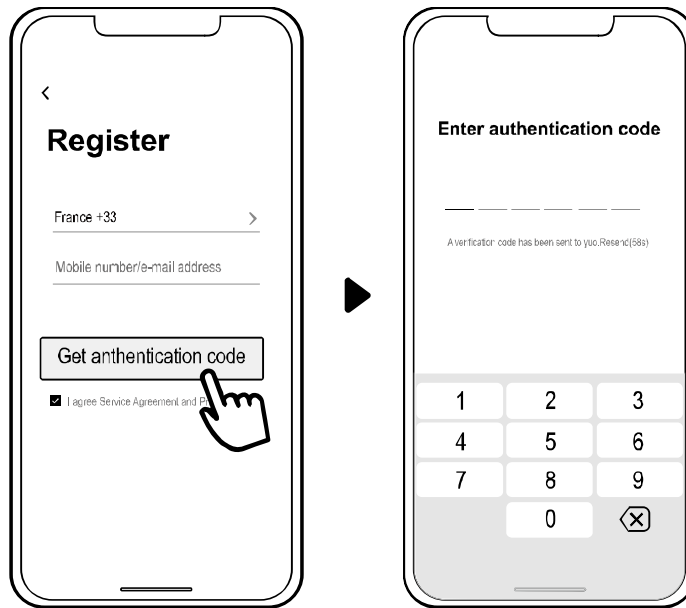 Register
France +33
Mobile number/e-mail address
Get anthentication code
I agree Service Agreement and
Enter authentication code
A verification code has been sent to yuo.Resend(58s)
1 2 3
4 5 6
7 8 9
0